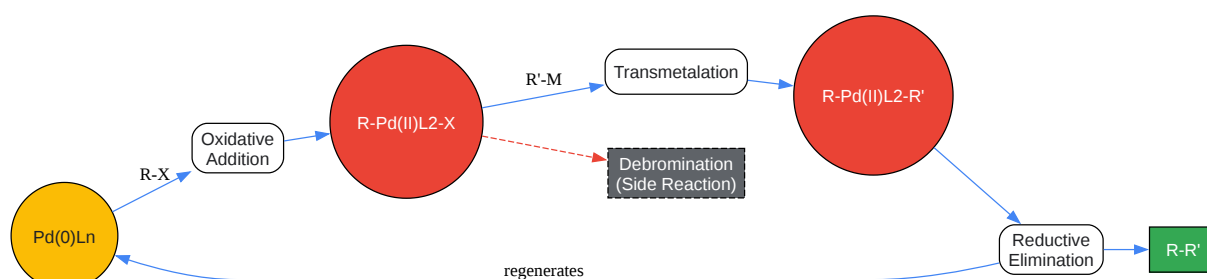 Pd(0)Ln
R-X
Oxidative
Addition
R-Pd(II)L2-X
R'-M
Transmetalation
R-Pd(II)L2-R'
Debromination
(Side Reaction)
Reductive
Elimination
R-R'
regenerates